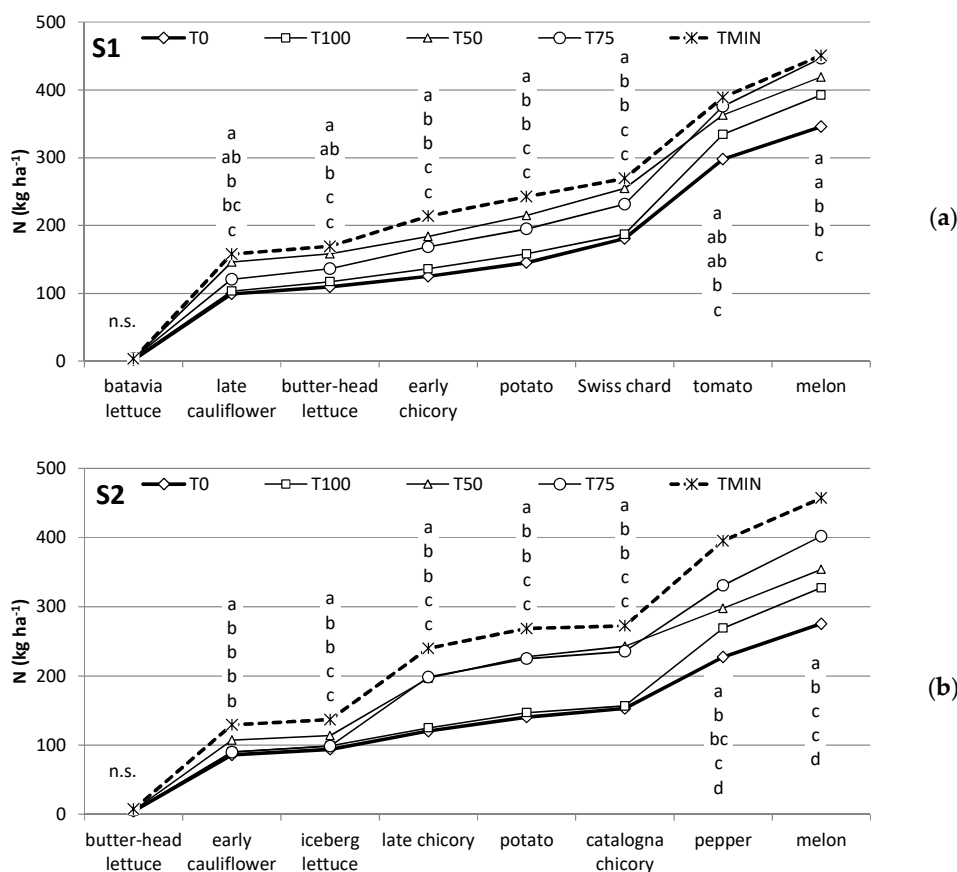 S1
T0 T100 T50 T75 TMIN
N (kg ha-1)
500
400
300
200
100
0
n.s.
a
ab
b
bc
c
a
ab
b
c
c
a
b
b
c
c
a
b
b
c
c
a
b
b
c
c
a
ab
ab
b
c
a
a
b
b
c
batavia lettuce
late cauliflower
butter-head lettuce
early chicory
potato
Swiss chard
tomato
melon
(a)
S2
T0 T100 T50 T75 TMIN
N (kg ha-1)
500
400
300
200
100
0
n.s.
a
b
b
b
b
a
b
b
c
c
a
b
b
c
c
a
b
b
c
c
a
b
b
c
c
a
b
bc
c
d
a
b
c
c
d
butter-head lettuce
early cauliflower
iceberg lettuce
late chicory
potato
catalogna chicory
pepper
melon
(b)